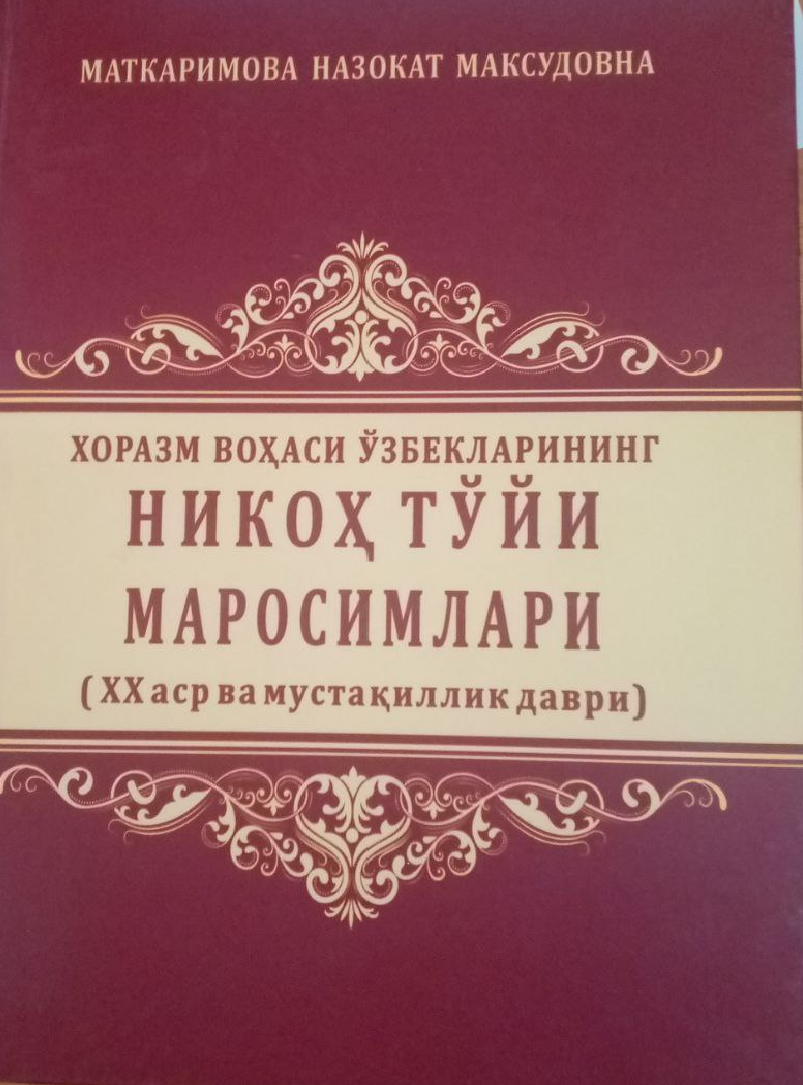 МАТКАРИМОВА НАЗОКАТ МАКСУДОВНА
ХОРАЗМ ВОҲАСИ ЎЗБЕКЛАРИНИНГ
НИКОҲ ТЎЙИ
МАРОСИМЛАРИ
(XX аср ва мустақиллик даври)